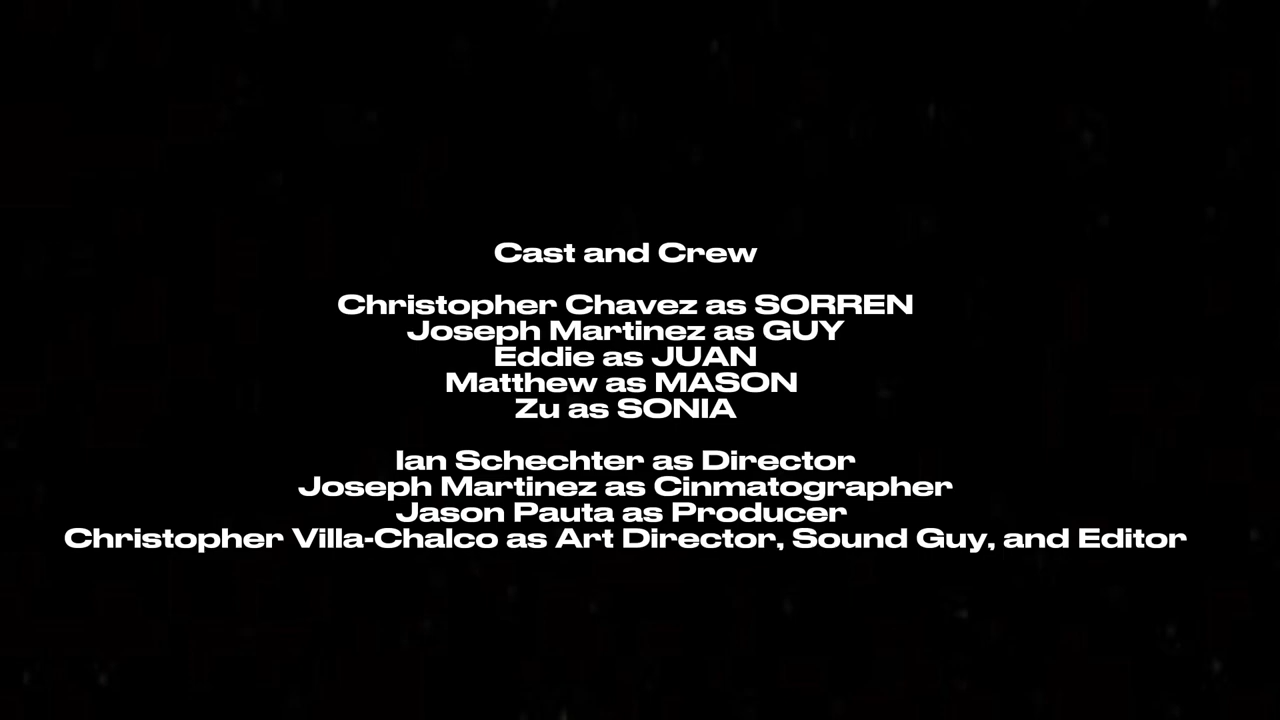 Cast and Crew
Christopher Chavez as SORREN
Joseph Martinez as GUY
Eddie as JUAN
Matthew as MASON
Zu as SONIA
Ian Schechter as Director
Joseph Martinez as Cinmatographer
Jason Pauta as Producer
Christopher Villa-Chalco as Art Director, Sound Guy, and Editor